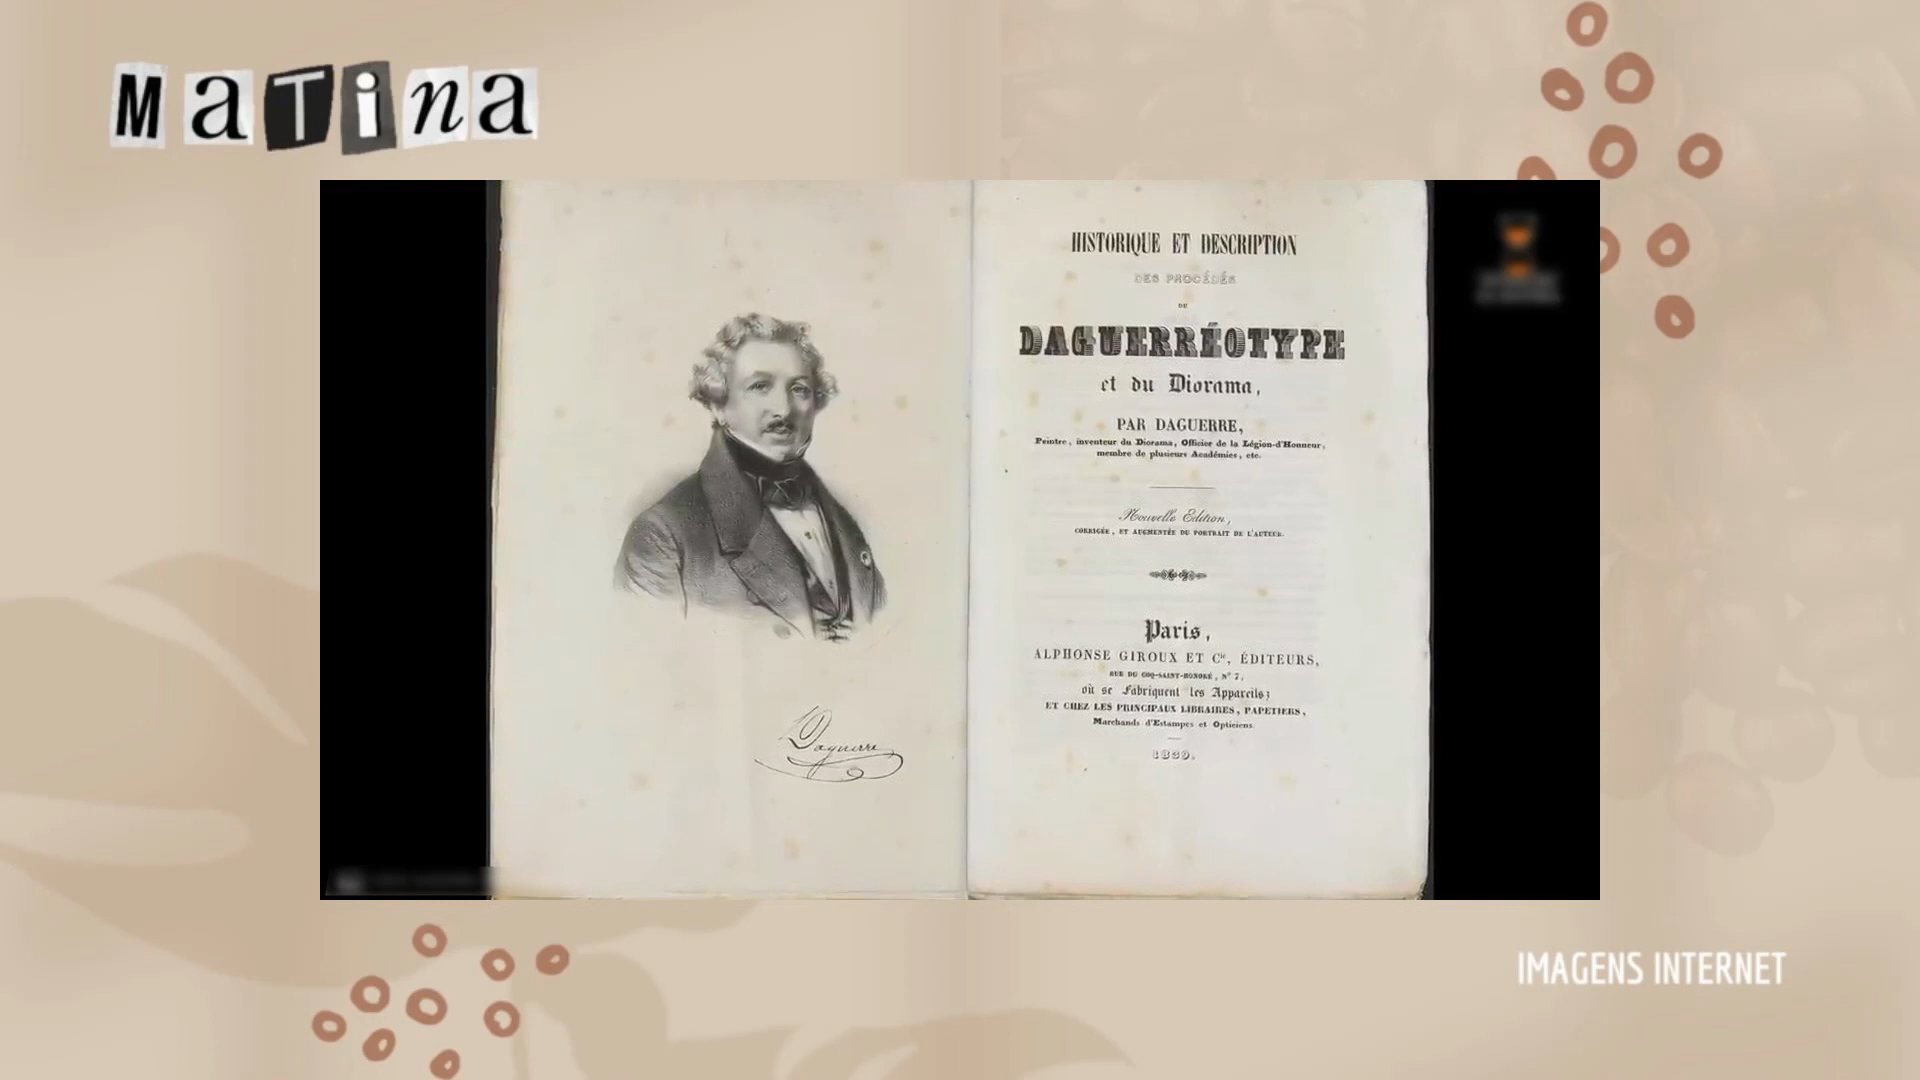 MaTina
HISTORIQUE ET DESCRIPTION
DES PROCÉDÉS
DU
DAGUERRÉOTYPE
et du Diorama,
PAR DAGUERRE,
Peintre, inventeur du Diorama, Officier de la Légion-d'Honneur,
membre de plusieurs Académies, etc.
Nouvelle Edition,
CORRIGÉE, ET AUGMENTÉE DU PORTRAIT DE L'AUTEUR.
Paris,
ALPHONSE GIROUX ET Cie, ÉDITEURS,
RUE DU COQ-SAINT-HONORÉ, N° 7,
où se Fabriquent les Appareils;
ET CHEZ LES PRINCIPAUX LIBRAIRES, PAPETIERS,
Marchands d'Estampes et Opticiens.
1839.
Daguerre
IMAGENS INTERNET